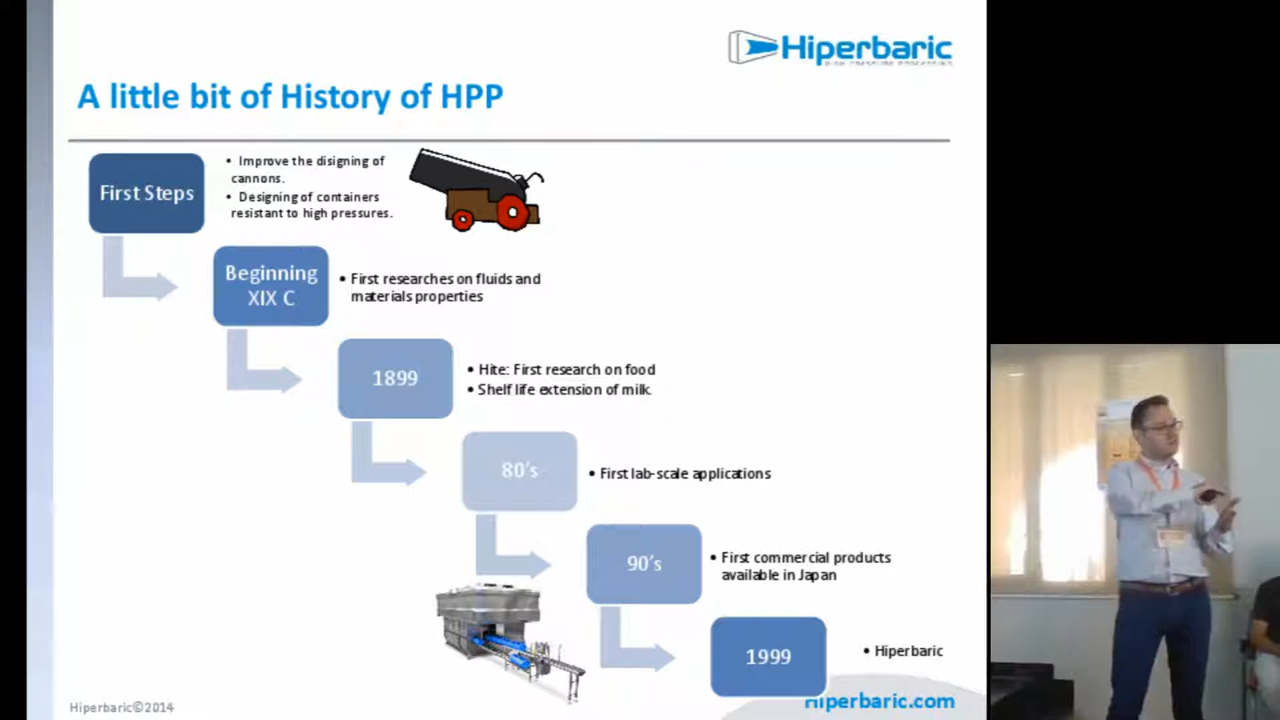 Hiperbaric
HIGH PRESSURE PROCESSING
A little bit of History of HPP
First Steps
• Improve the disigning of
cannons.
• Designing of containers
resistant to high pressures.
Beginning
XIX C
• First researches on fluids and
materials properties
1899
• Hite: First research on food
• Shelf life extension of milk.
80's
• First lab-scale applications
90's
• First commercial products
available in Japan
1999
• Hiperbaric
Hiperbaric©2014
Hiperbaric.com